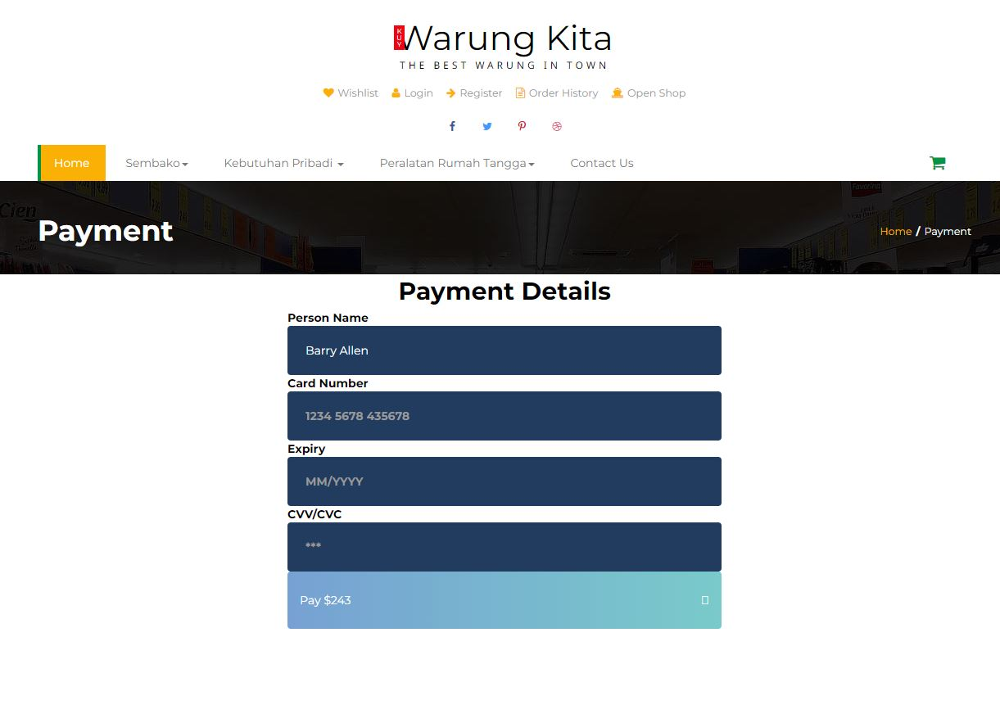 KUY
Warung Kita
THE BEST WARUNG IN TOWN
Wishlist Login Register Order History Open Shop
Home Sembako Kebutuhan Pribadi Peralatan Rumah Tangga Contact Us
Cien
Favorina
Payment
Home / Payment
Payment Details
Person Name
Barry Allen
Card Number
1234 5678 435678
Expiry
MM/YYYY
CVV/CVC
***
Pay $243